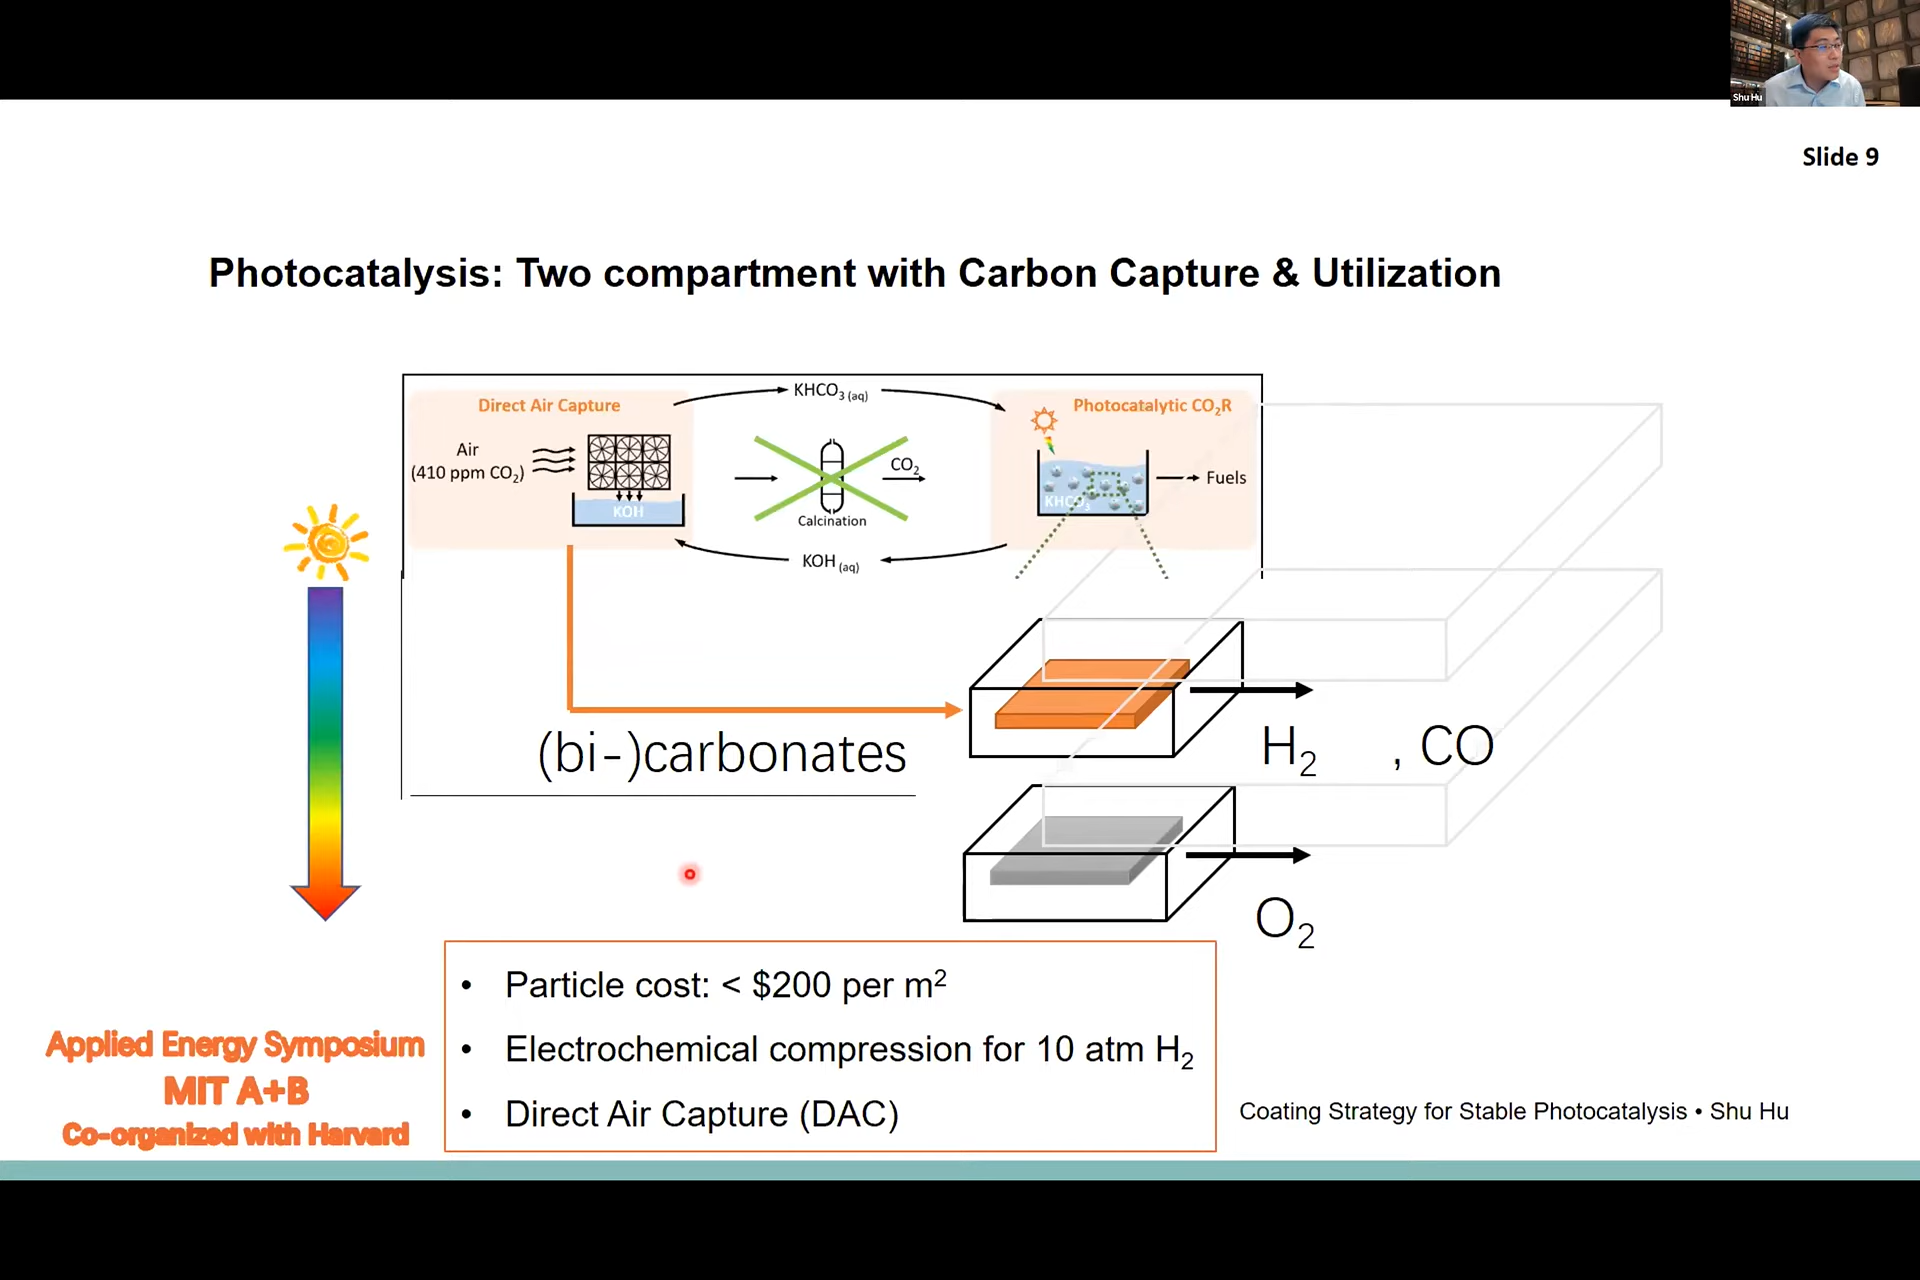 Shu Hu
Slide 9
Photocatalysis: Two compartment with Carbon Capture & Utilization
Direct Air Capture
KHCO3 (aq)
Photocatalytic CO2R
Air
(410 ppm CO2)
CO2
KHCO3
Fuels
KOH
Calcination
KOH (aq)
(bi-)carbonates
H2 , CO
O2
• Particle cost: < $200 per m2
• Electrochemical compression for 10 atm H2
• Direct Air Capture (DAC)
Applied Energy Symposium
MIT A+B
Co-organized with Harvard
Coating Strategy for Stable Photocatalysis • Shu Hu